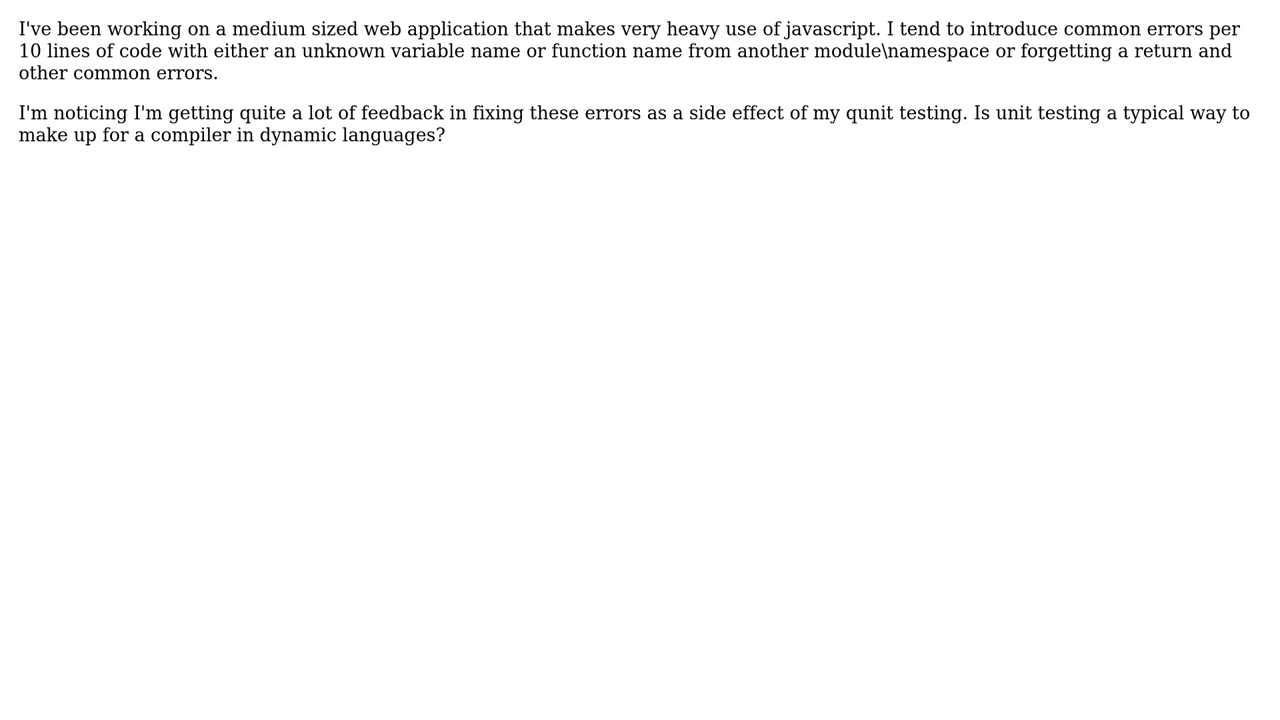 I've been working on a medium sized web application that makes very heavy use of javascript. I tend to introduce common errors per
10 lines of code with either an unknown variable name or function name from another module\namespace or forgetting a return and
other common errors.
I'm noticing I'm getting quite a lot of feedback in fixing these errors as a side effect of my qunit testing. Is unit testing a typical way to
make up for a compiler in dynamic languages?